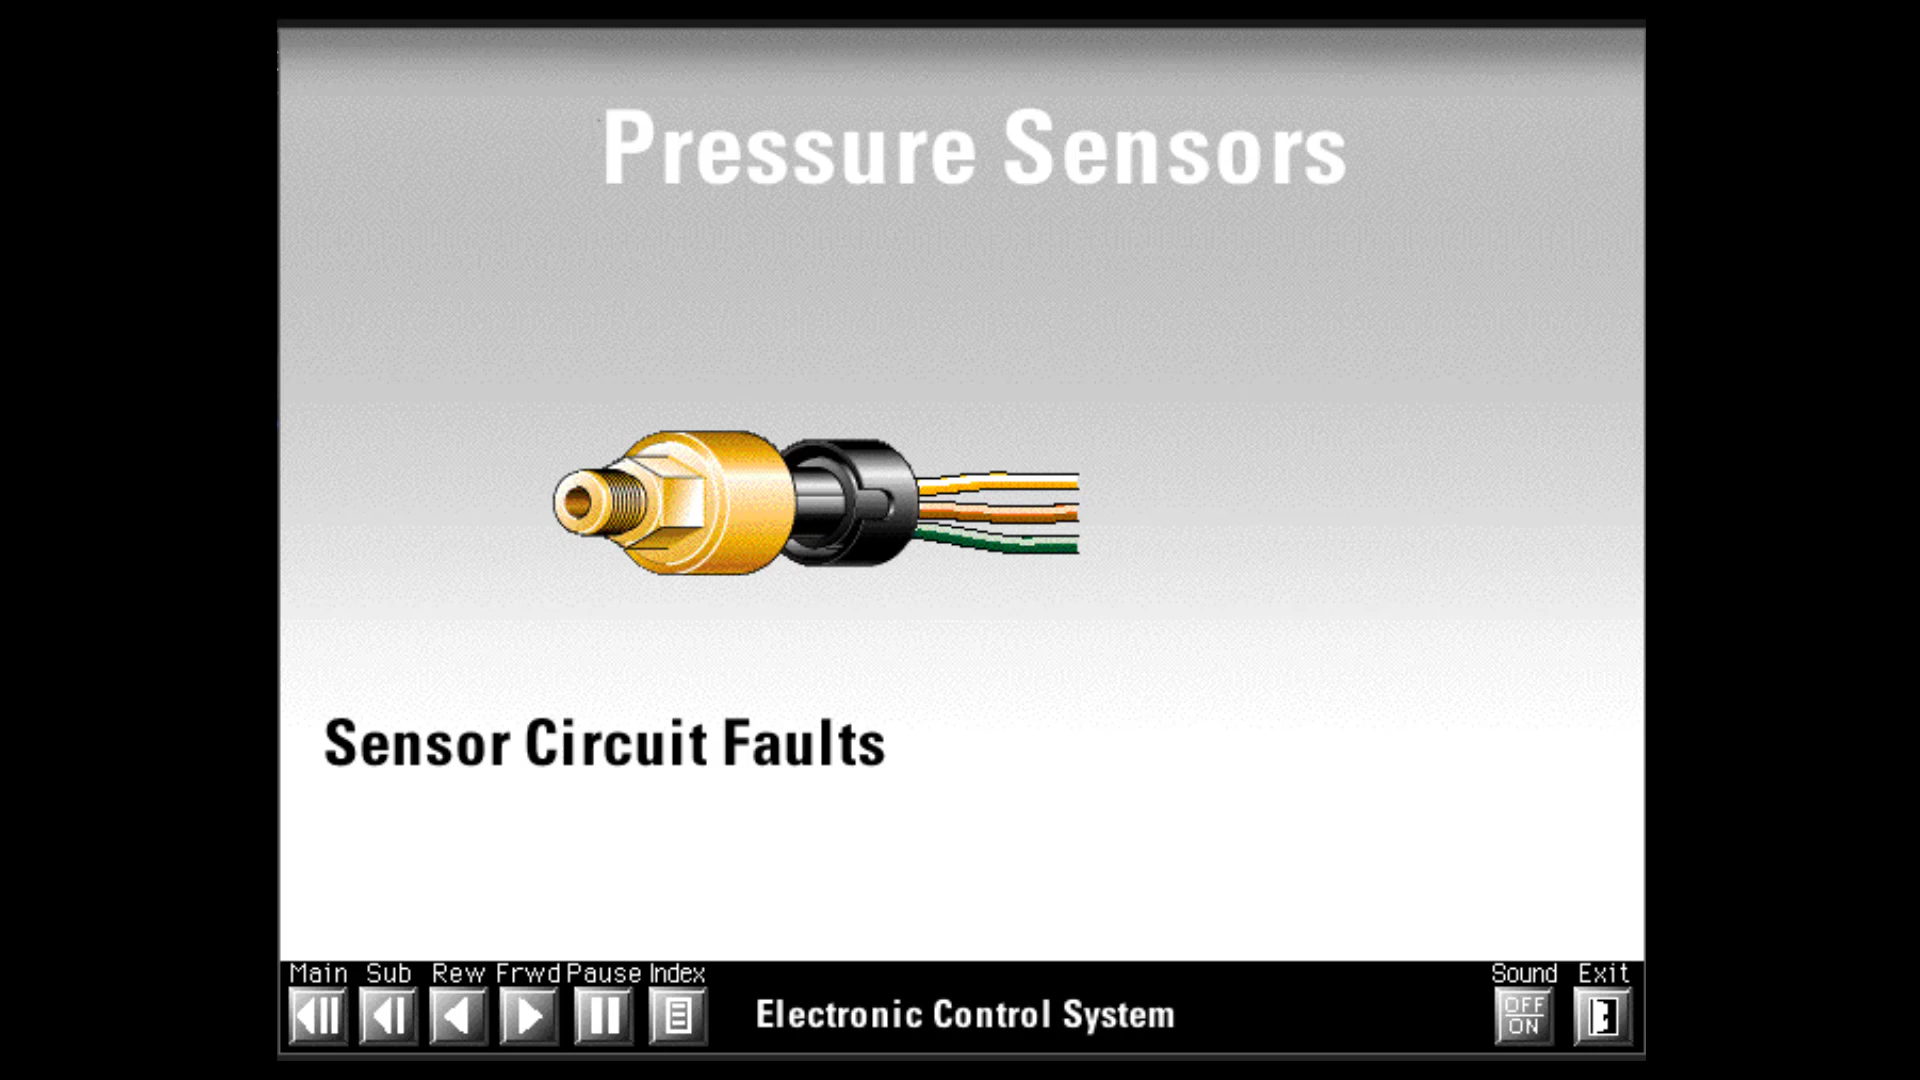 Pressure Sensors
Sensor Circuit Faults
Main Sub Rew Frwd Pause Index
Electronic Control System
Sound Exit
OFF
ON